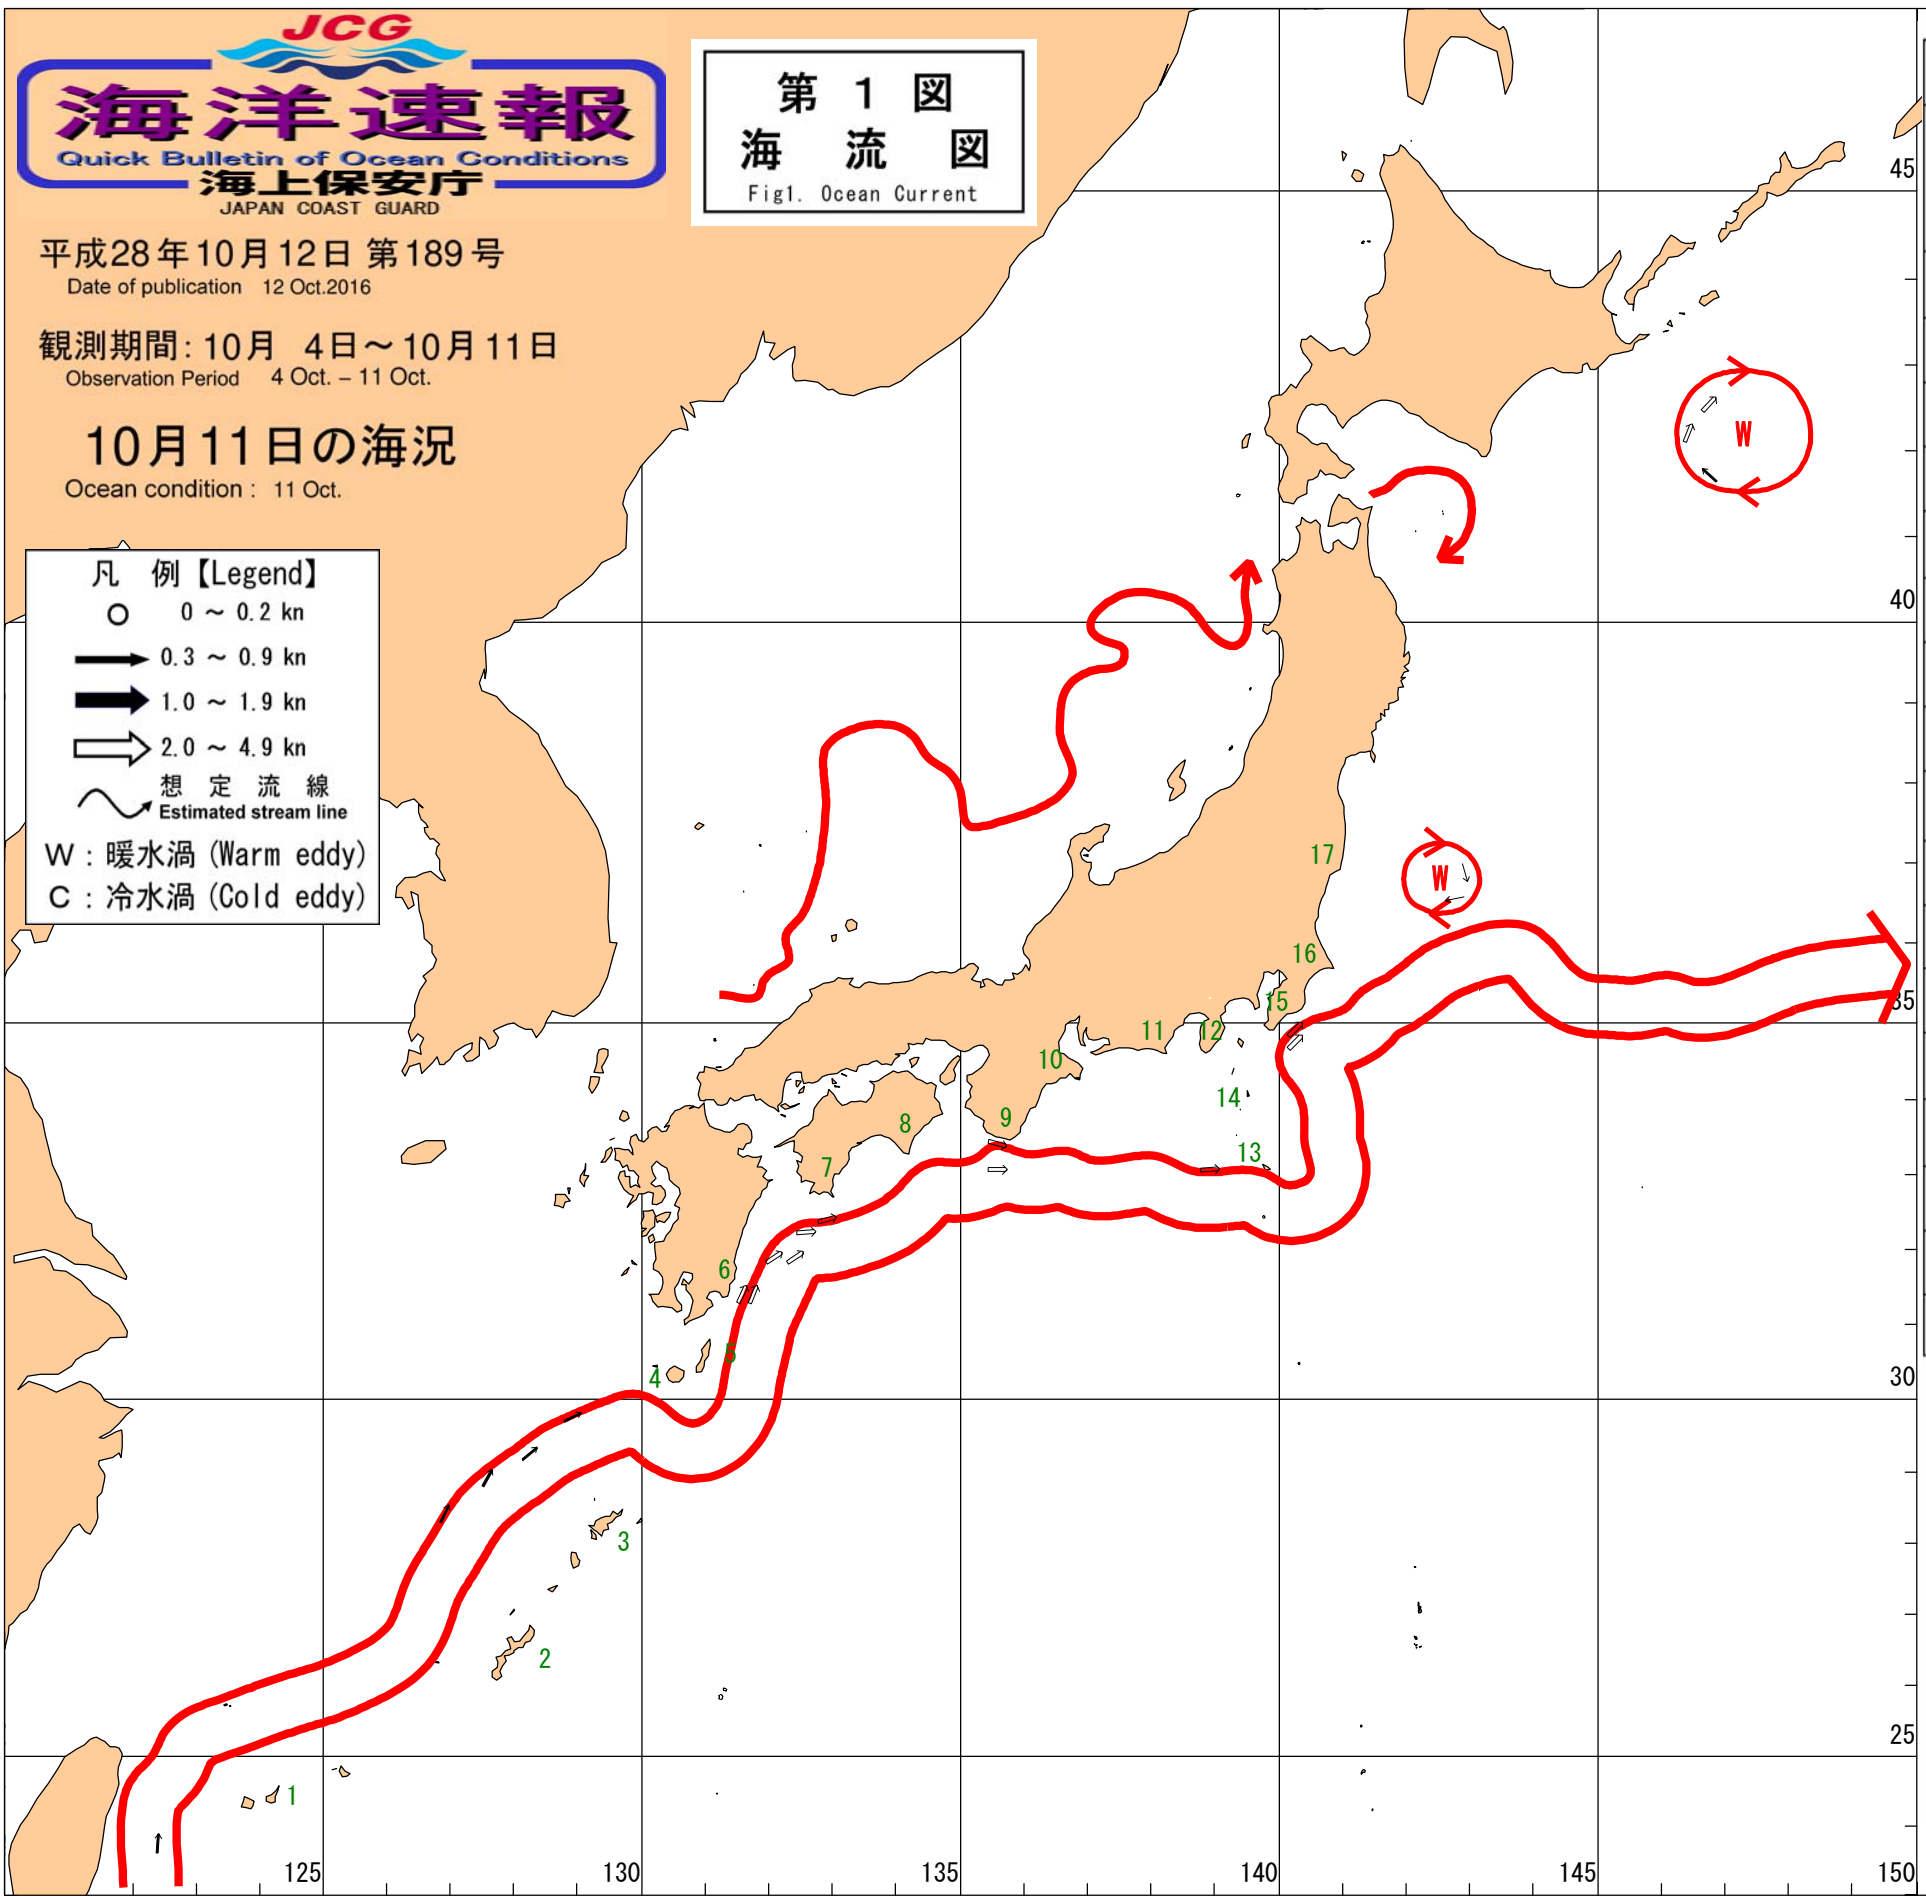 JCG
海洋速報
Quick Bulletin of Ocean Conditions
海上保安庁
JAPAN COAST GUARD
第 1 図
海 流 図
Fig1. Ocean Current
平成28年10月12日 第189号
Date of publication 12 Oct.2016
観測期間: 10月 4日～10月11日
Observation Period 4 Oct. – 11 Oct.
10月11日の海況
Ocean condition : 11 Oct.
凡 例【Legend】
0 ～ 0.2 kn
0.3 ～ 0.9 kn
1.0 ～ 1.9 kn
2.0 ～ 4.9 kn
想 定 流 線
Estimated stream line
W : 暖水渦 (Warm eddy)
C : 冷水渦 (Cold eddy)
45
W
40
17
W
16
15
35
11
12
10
14
9
8
13
7
6
5
4
30
3
2
25
1
125
130
135
140
145
150